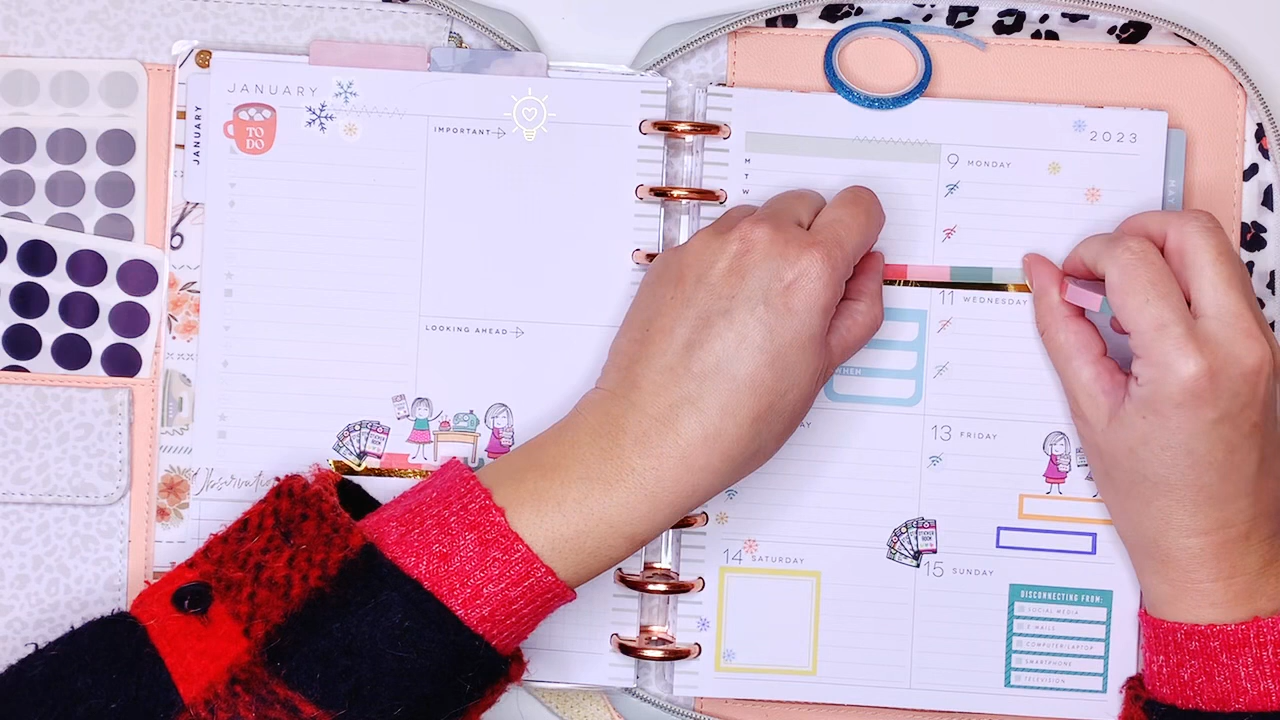 JANUARY
JANUARY
TO
DO
IMPORTANT
LOOKING AHEAD
2023
M
T
W
9 MONDAY
11 WEDNESDAY
WHEN
13 FRIDAY
14 SATURDAY
15 SUNDAY
DISCONNECTING FROM:
SOCIAL MEDIA
E-MAILS
COMPUTER/LAPTOP
SMARTPHONE
TELEVISION
MAY